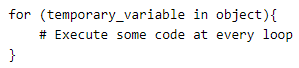 for (temporary_variable in object){
    # Execute some code at every loop
}